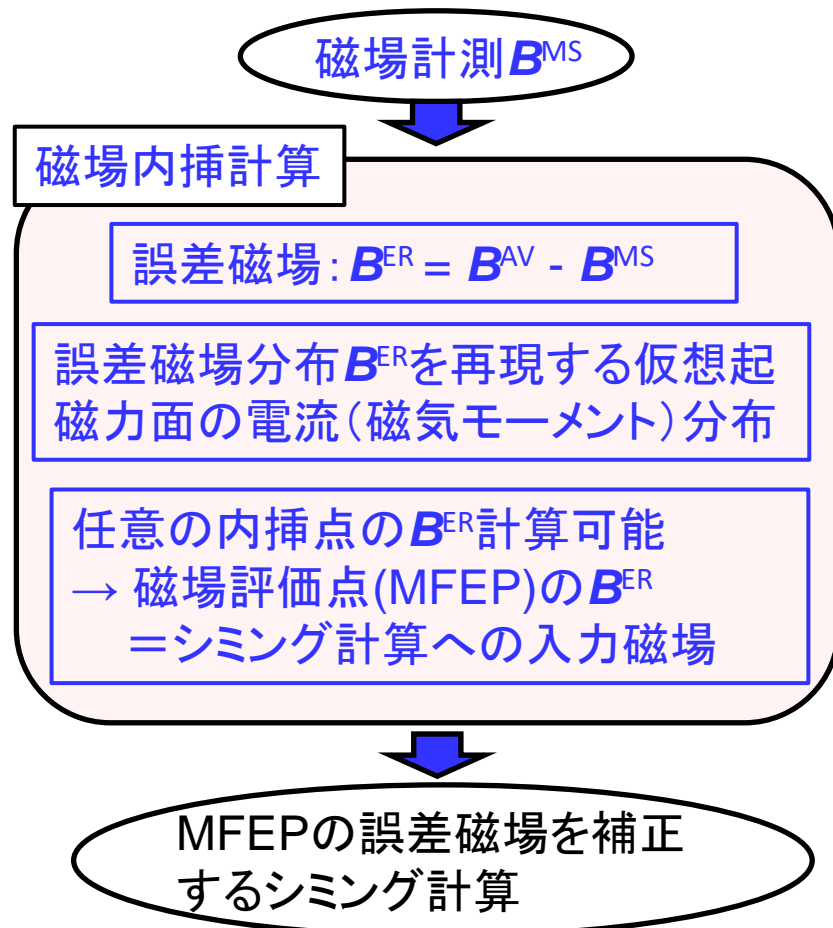 磁場計測BMS
磁場内挿計算
誤差磁場：BER = BAV - BMS
誤差磁場分布BERを再現する仮想起
磁力面の電流（磁気モーメント）分布
任意の内挿点のBER計算可能
→ 磁場評価点(MFEP)のBER
＝シミング計算への入力磁場
MFEPの誤差磁場を補正
するシミング計算